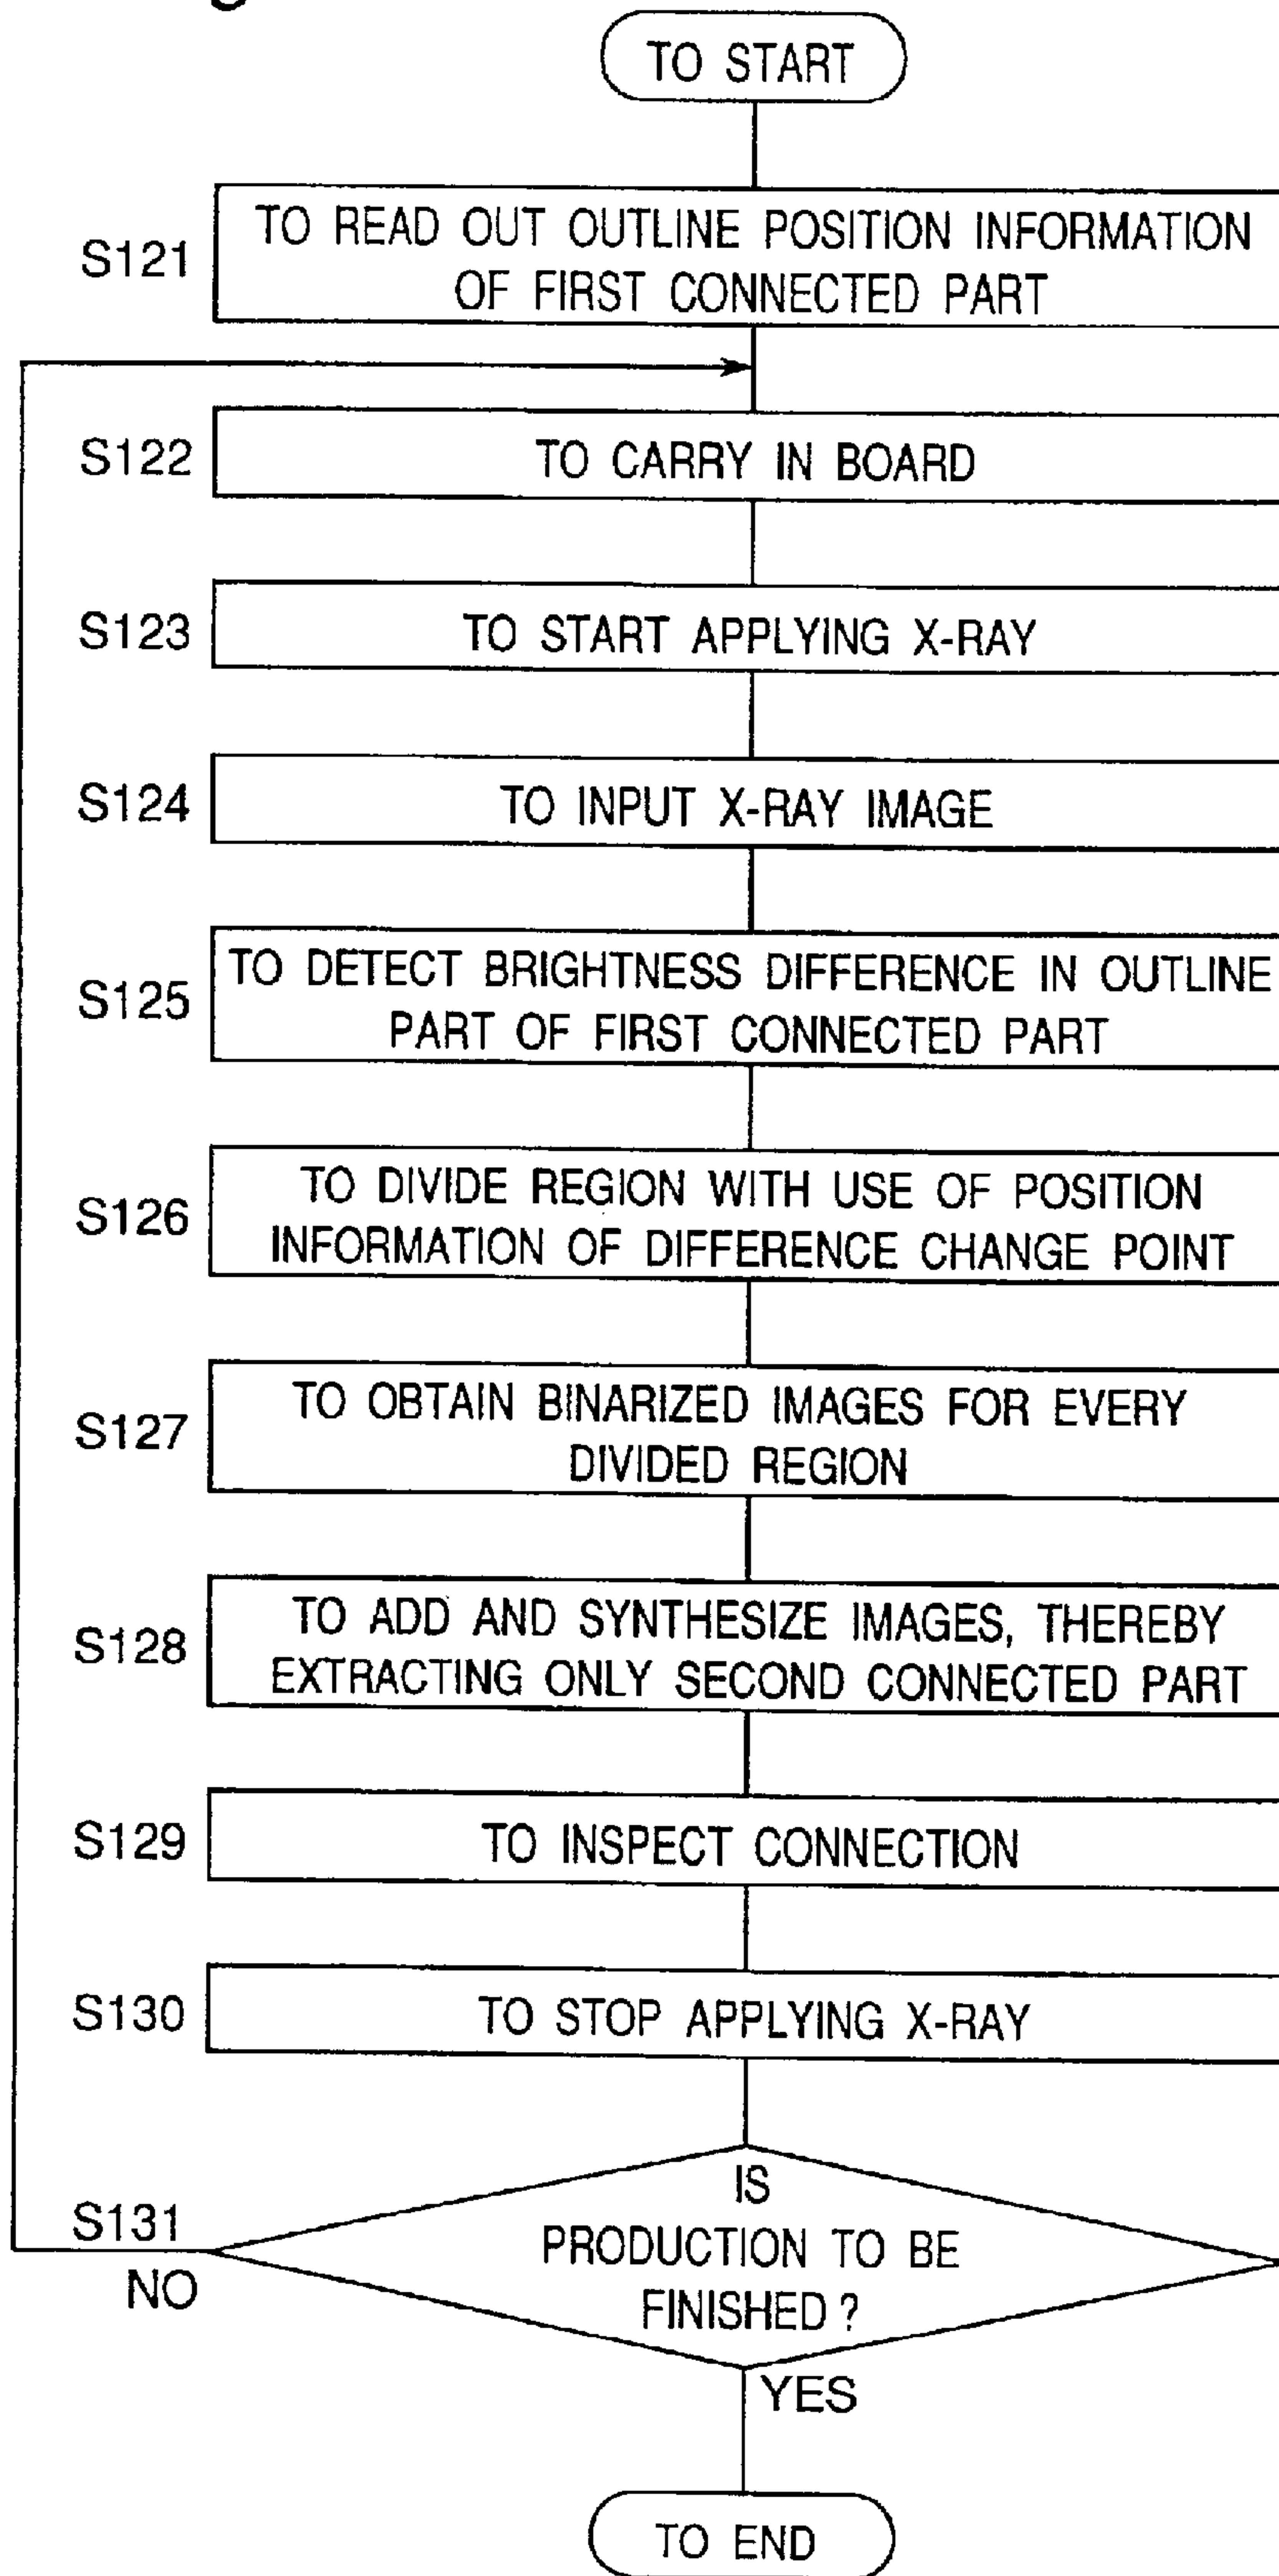 TO START
S121
TO READ OUT OUTLINE POSITION INFORMATION
OF FIRST CONNECTED PART
S122
TO CARRY IN BOARD
S123
TO START APPLYING X-RAY
S124
TO INPUT X-RAY IMAGE
S125
TO DETECT BRIGHTNESS DIFFERENCE IN OUTLINE
PART OF FIRST CONNECTED PART
S126
TO DIVIDE REGION WITH USE OF POSITION
INFORMATION OF DIFFERENCE CHANGE POINT
S127
TO OBTAIN BINARIZED IMAGES FOR EVERY
DIVIDED REGION
S128
TO ADD AND SYNTHESIZE IMAGES, THEREBY
EXTRACTING ONLY SECOND CONNECTED PART
S129
TO INSPECT CONNECTION
S130
TO STOP APPLYING X-RAY
S131
IS
PRODUCTION TO BE
FINISHED ?
NO
YES
TO END